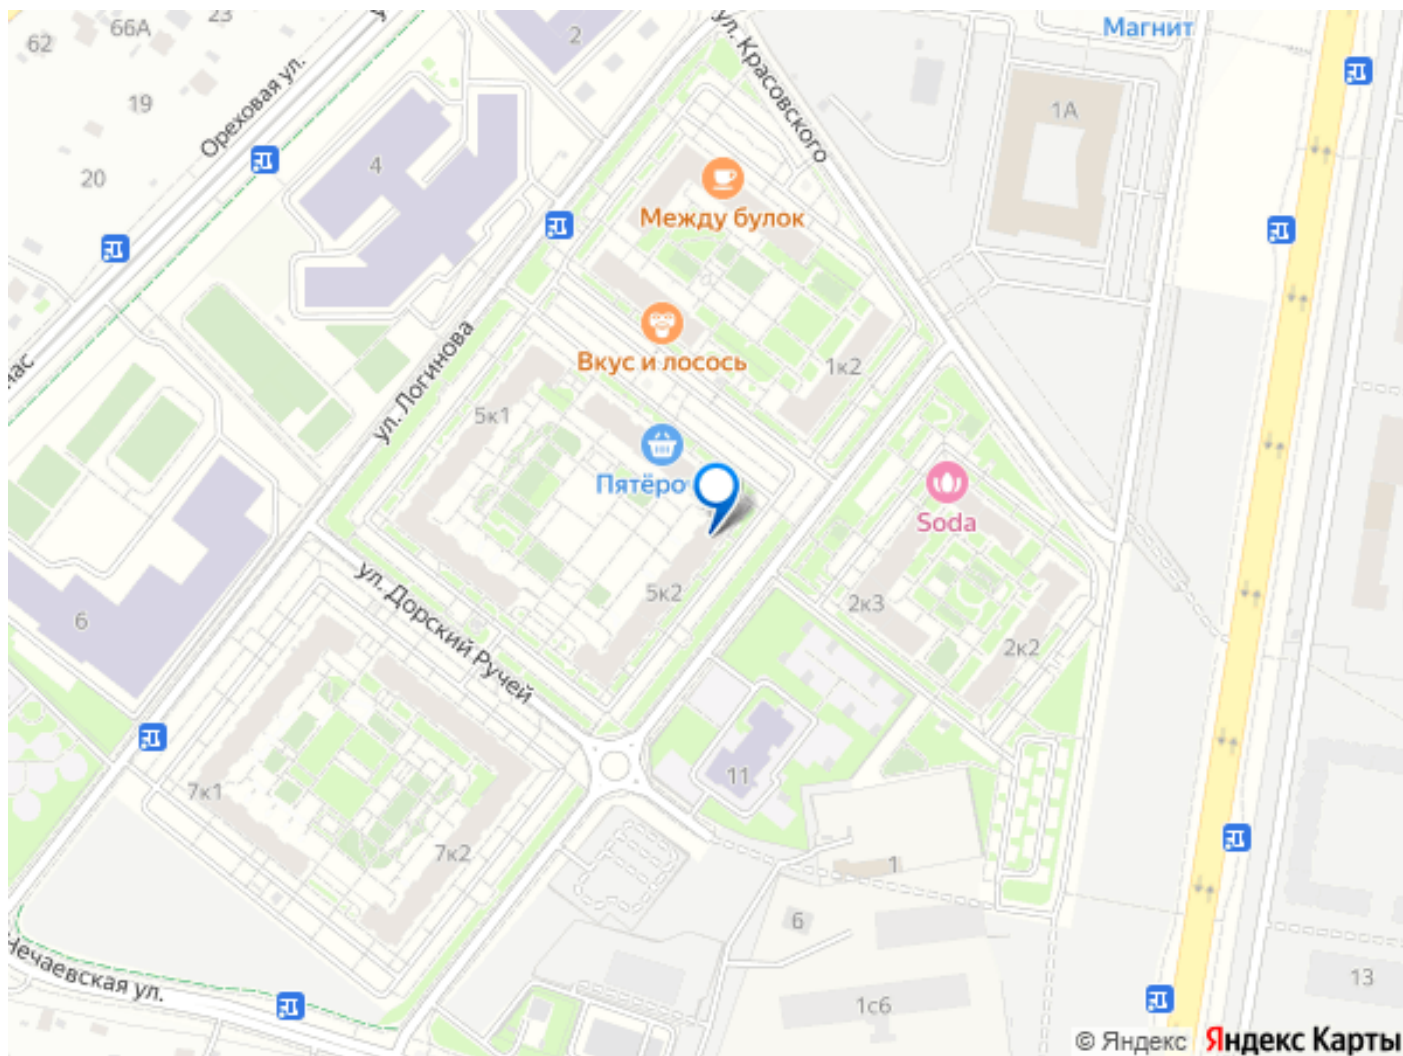 23
66А
62
2
Магнит
ул. Красовского
Ореховая ул.
19
1А
4
20
Между булок
ул. Логинова
Вкус и лосось
1к2
5к1
Пятёро
Soda
ул. Дорский Ручей
5к2
2к3
6
2к2
11
7к1
7к2
1
6
Нечаевская ул.
1с6
13
© Яндекс Яндекс Карты